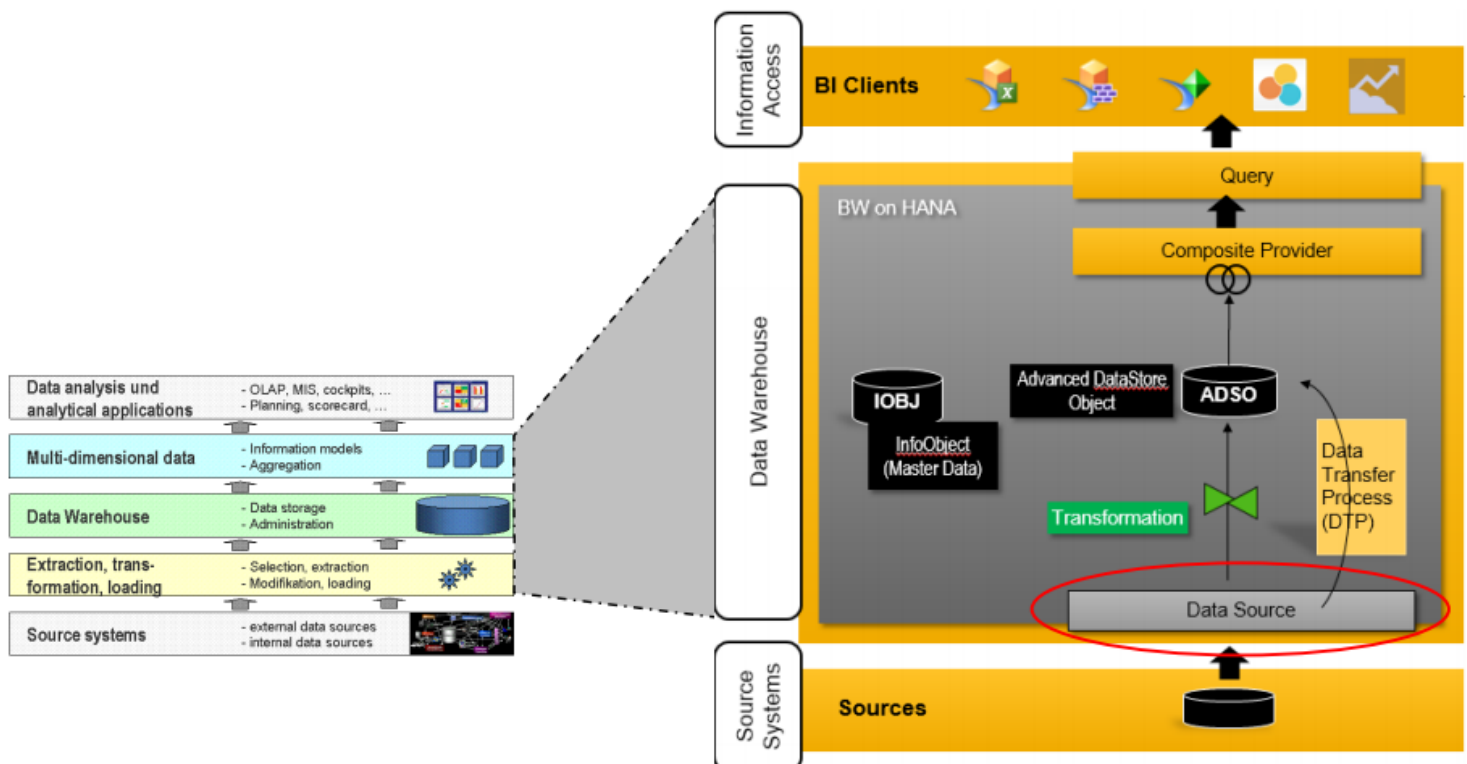 Data analysis und
analytical applications
- OLAP, MIS, cockpits, ...
- Planning, scorecard, ...
Multi-dimensional data
- Information models
- Aggregation
Data Warehouse
- Data storage
- Administration
Extraction, trans-
formation, loading
- Selection, extraction
- Modifikation, loading
Source systems
- external data sources
- internal data sources
Information
Access
BI Clients
Data Warehouse
BW on HANA
Query
Composite Provider
IOBJ
InfoObject
(Master Data)
Advanced DataStore
Object
ADSO
Transformation
Data
Transfer
Process
(DTP)
Data Source
Source
Systems
Sources